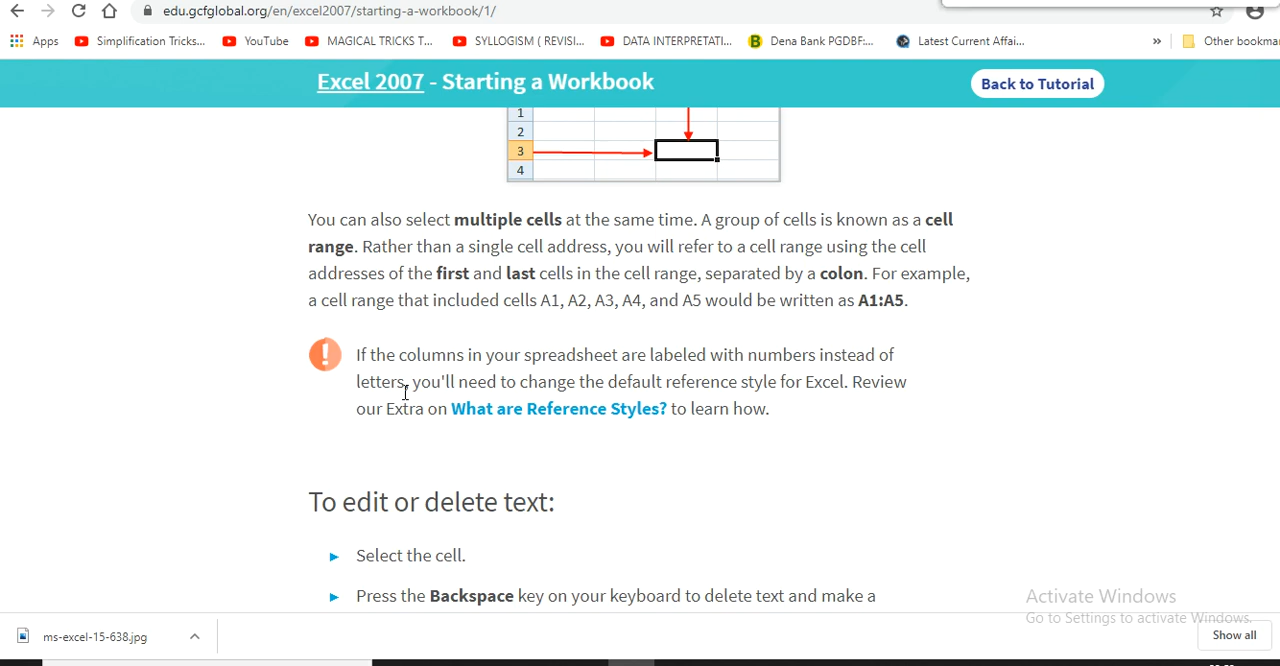 edu.gcfglobal.org/en/excel2007/starting-a-workbook/1/
Apps Simplification Tricks... YouTube MAGICAL TRICKS T... SYLLOGISM ( REVISI... DATA INTERPRETATI... B Dena Bank PGDBF:... Latest Current Affai... » Other bookma
Excel 2007 - Starting a Workbook Back to Tutorial
1
2
3
4
You can also select multiple cells at the same time. A group of cells is known as a cell
range. Rather than a single cell address, you will refer to a cell range using the cell
addresses of the first and last cells in the cell range, separated by a colon. For example,
a cell range that included cells A1, A2, A3, A4, and A5 would be written as A1:A5.
! If the columns in your spreadsheet are labeled with numbers instead of
letters, you'll need to change the default reference style for Excel. Review
our Extra on What are Reference Styles? to learn how.
To edit or delete text:
Select the cell.
Press the Backspace key on your keyboard to delete text and make a
Activate Windows
Go to Settings to activate Windows.
ms-excel-15-638.jpg Show all